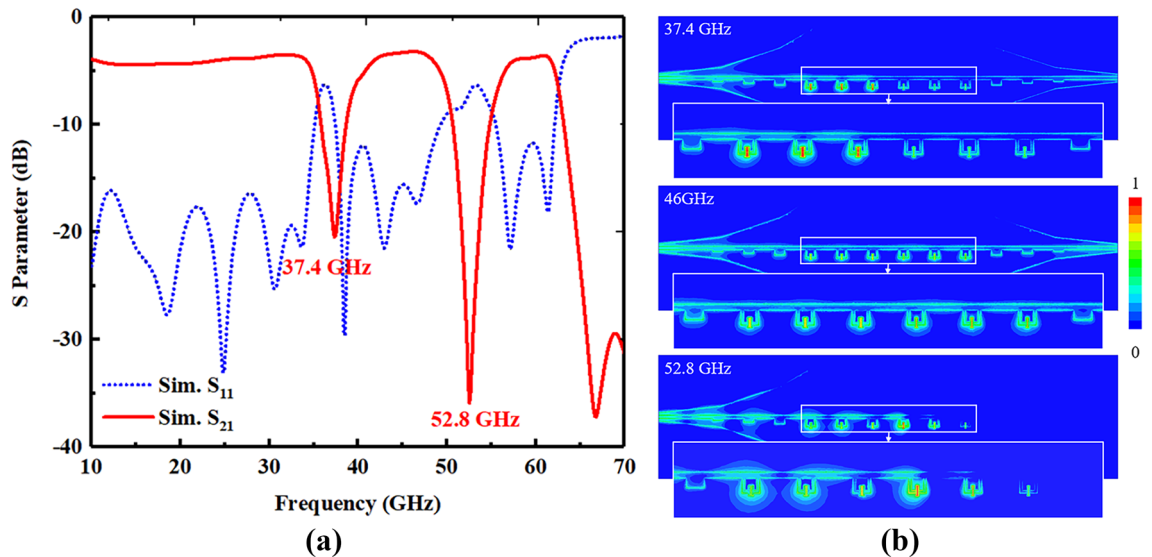 0
-10
-20
-30
-40
S Parameter (dB)
37.4 GHz
52.8 GHz
Sim. S₁₁
Sim. S₂₁
10 20 30 40 50 60 70
Frequency (GHz)
(a)
37.4 GHz
46GHz
52.8 GHz
1
0
(b)